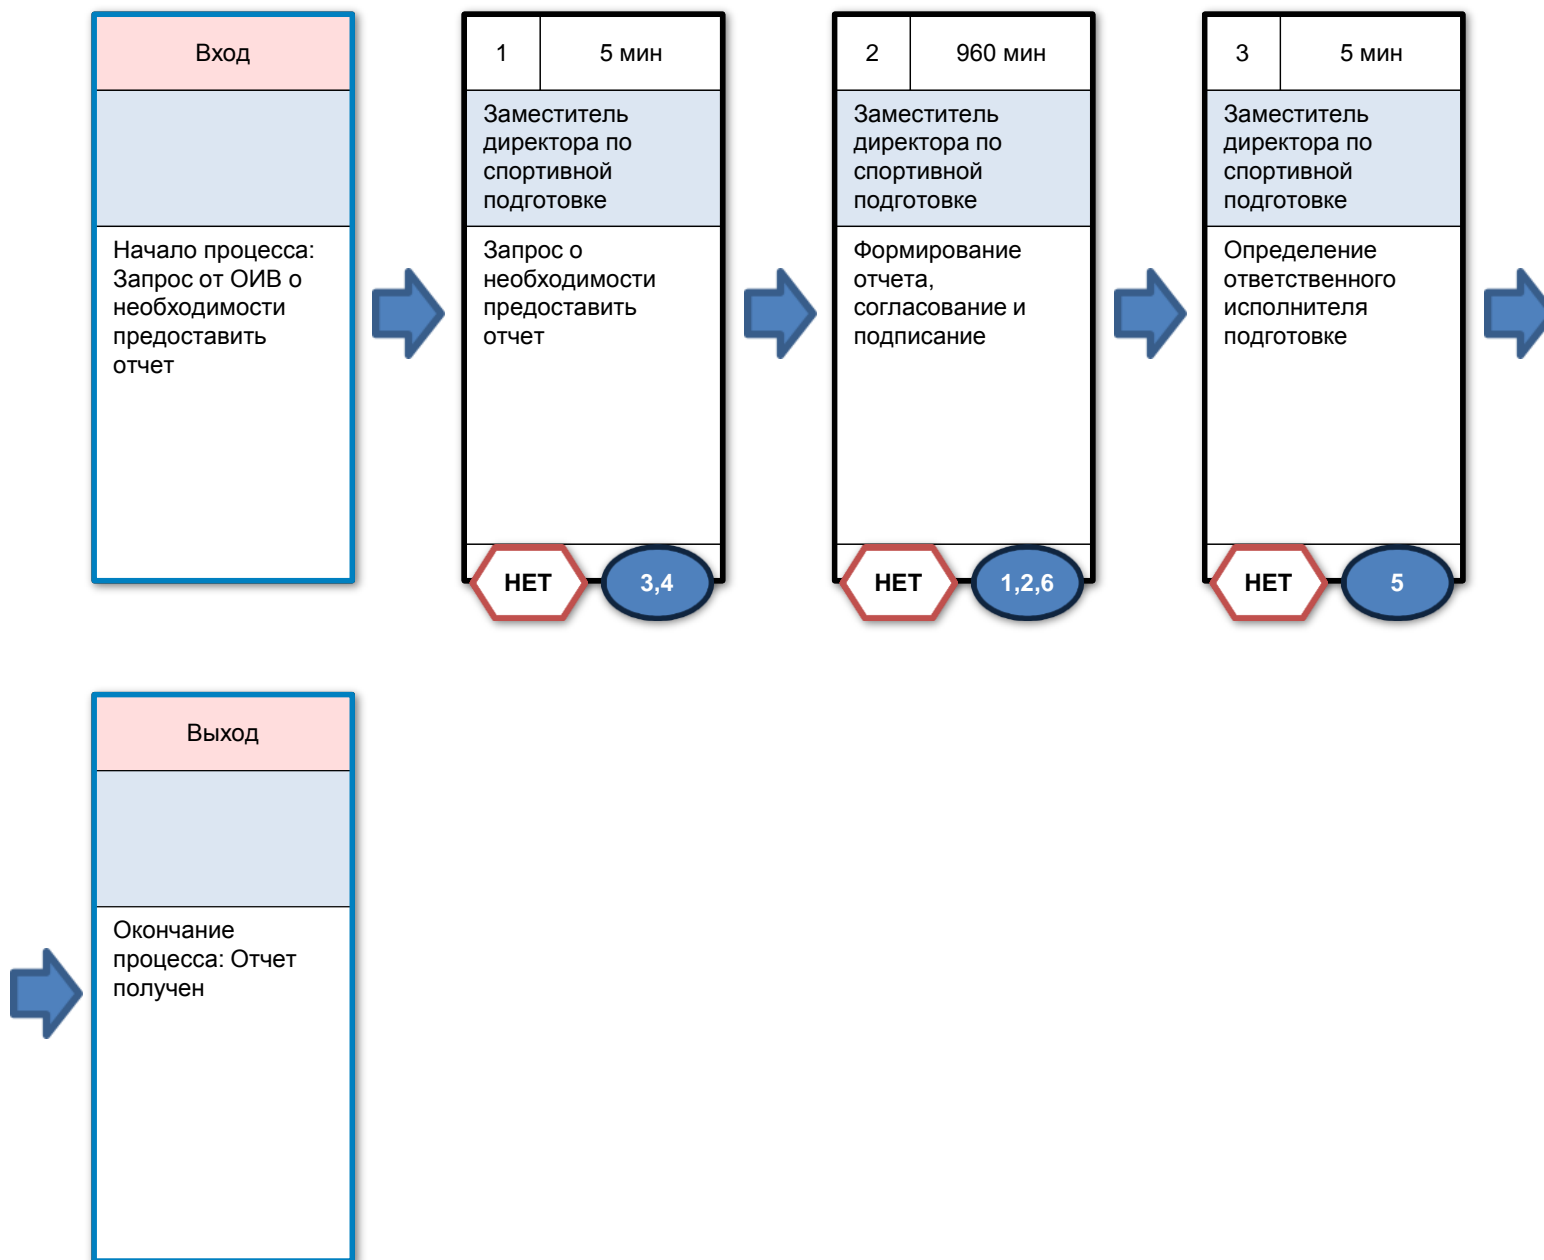 Вход
Начало процесса:
Запрос от ОИВ о
необходимости
предоставить
отчет
1
5 мин
Заместитель
директора по
спортивной
подготовке
Запрос о
необходимости
предоставить
отчет
НЕТ
3,4
2
960 мин
Заместитель
директора по
спортивной
подготовке
Формирование
отчета,
согласование и
подписание
НЕТ
1,2,6
3
5 мин
Заместитель
директора по
спортивной
подготовке
Определение
ответственного
исполнителя
подготовке
НЕТ
5
Выход
Окончание
процесса: Отчет
получен